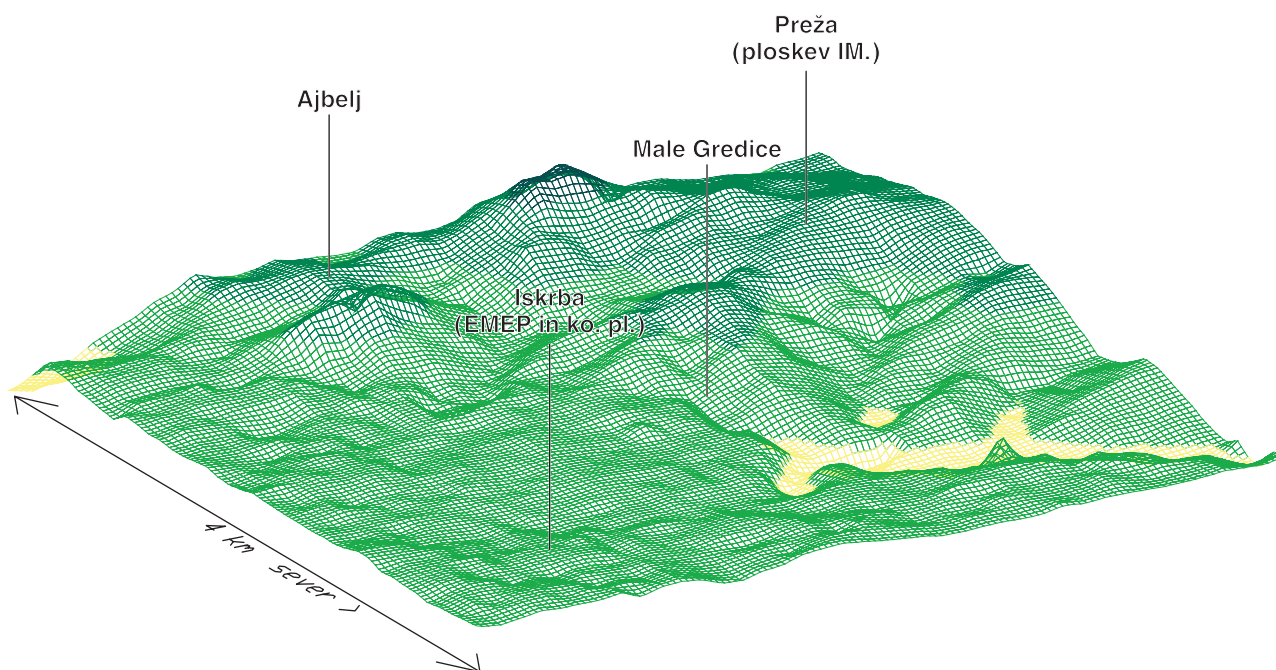 Preža
(ploskev IM.)
Ajbelj
Male Gredice
Iskrba
(EMEP in ko. pl.)
4 km sever >